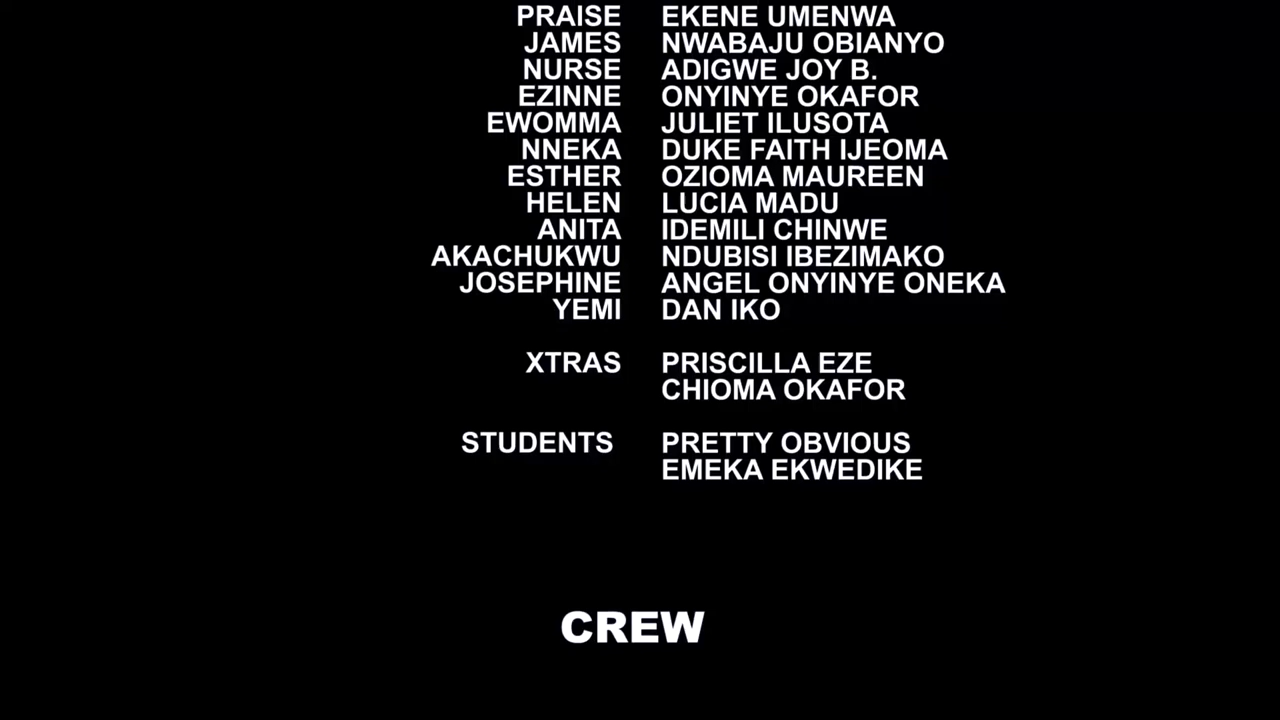 PRAISE EKENE UMENWA
JAMES NWABAJU OBIANYO
NURSE ADIGWE JOY B.
EZINNE ONYINYE OKAFOR
EWOMMA JULIET ILUSOTA
NNEKA DUKE FAITH IJEOMA
ESTHER OZIOMA MAUREEN
HELEN LUCIA MADU
ANITA IDEMILI CHINWE
AKACHUKWU NDUBISI IBEZIMAKO
JOSEPHINE ANGEL ONYINYE ONEKA
YEMI DAN IKO
XTRAS PRISCILLA EZE
CHIOMA OKAFOR
STUDENTS PRETTY OBVIOUS
EMEKA EKWEDIKE
CREW